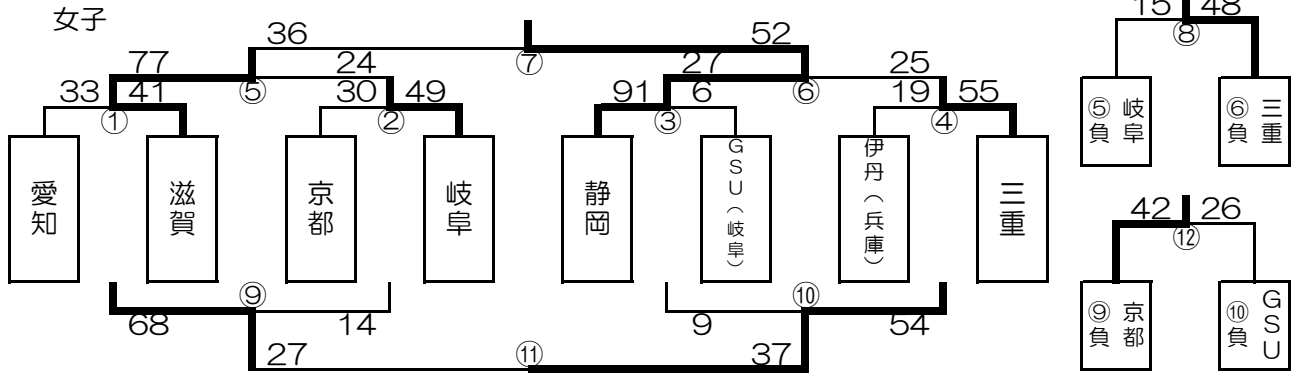 女子
36 52
⑦
77 24 27 25
⑤ ⑥
33 41 30 49 91 6 19 55
① ② ③ ④
愛知 滋賀 京都 岐阜 静岡 GSU(岐阜) 伊丹(兵庫) 三重
⑨ ⑩
68 14 9 54
27 ⑪ 37
15 48
⑧
⑤負 岐阜 ⑥負 三重
42 26
⑫
⑨負 京都 ⑩負 GSU